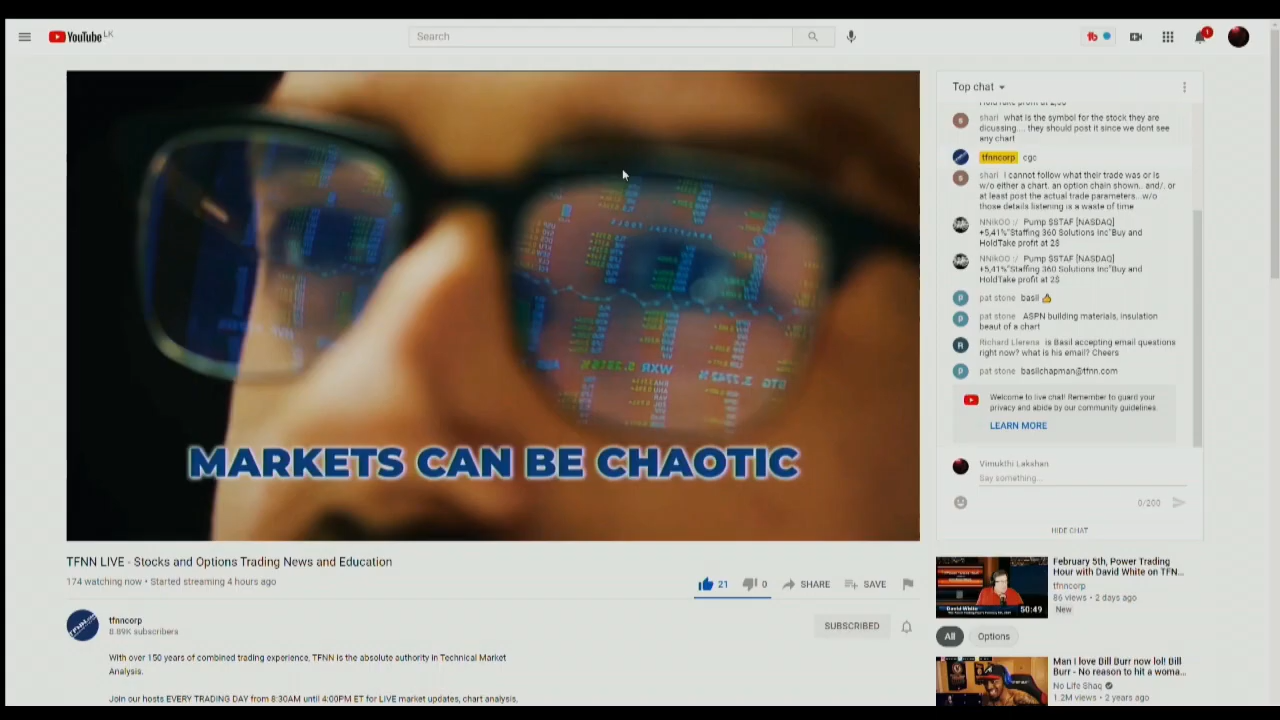 YouTube LK
Search
1
MARKETS CAN BE CHAOTIC
TFNN LIVE - Stocks and Options Trading News and Education
174 watching now • Started streaming 4 hours ago
21
0
SHARE
SAVE
tfnncorp
8.89K subscribers
SUBSCRIBED
With over 150 years of combined trading experience, TFNN is the absolute authority in Technical Market
Analysis.
Join our hosts EVERY TRADING DAY from 8:30AM until 4:00PM ET for LIVE market updates, chart analysis,
Top chat
shari what is the symbol for the stock they are
dicussing.... they should post it since we dont see
any chart
tfnncorp cgc
shari I cannot follow what their trade was or is
w/o either a chart. an option chain shown.. and/. or
at least post the actual trade parameters...w/o
those details listening is a waste of time
NNikOO :/ Pump $STAF [NASDAQ]
+5,41%"Staffing 360 Solutions Inc"Buy and
HoldTake profit at 2$
NNikOO :/ Pump $STAF [NASDAQ]
+5,41%"Staffing 360 Solutions Inc"Buy and
HoldTake profit at 2$
pat stone basil 👍
pat stone ASPN building materials, insulation
beaut of a chart
Richard Llerena is Basil accepting email questions
right now? what is his email? Cheers
pat stone basilchapman@tfnn.com
Welcome to live chat! Remember to guard your
privacy and abide by our community guidelines.
LEARN MORE
Vimukthi Lakshan
Say something...
0/200
HIDE CHAT
February 5th, Power Trading
Hour with David White on TFN...
tfnncorp
86 views • 2 days ago
New
David White
50:49
All
Options
Man I love Bill Burr now lol! Bill
Burr - No reason to hit a woma...
No Life Shaq
1.2M views • 2 years ago